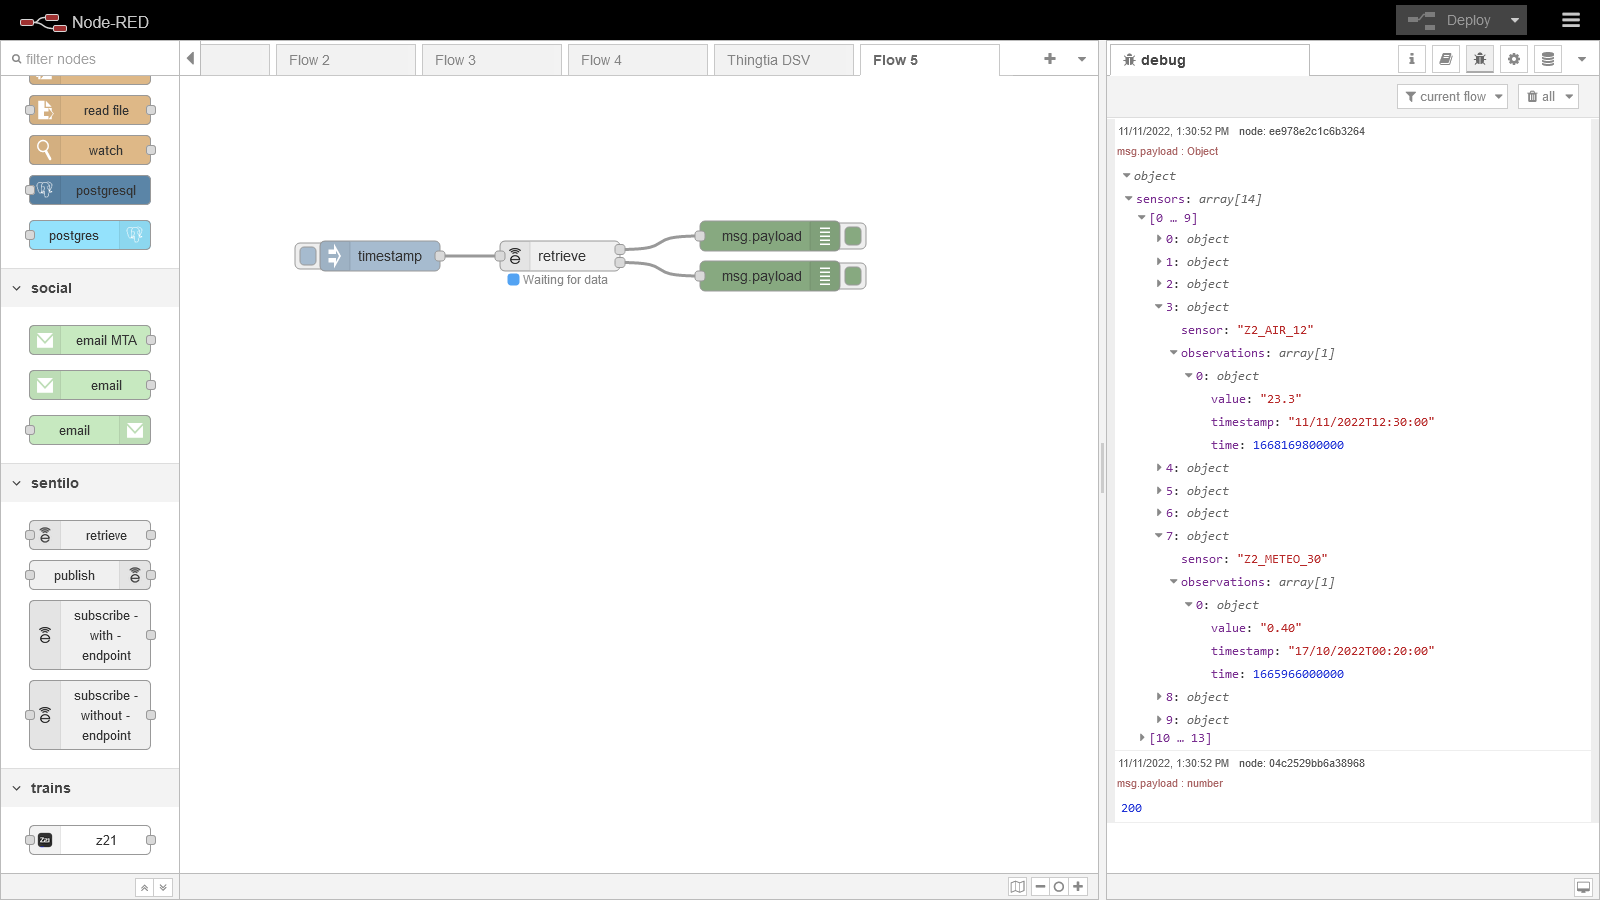 Node-RED
Deploy
filter nodes
Flow 2
Flow 3
Flow 4
Thingtia DSV
Flow 5
debug
current flow
all
read file
watch
postgresql
postgres
social
email MTA
email
email
sentilo
retrieve
publish
subscribe -
with -
endpoint
subscribe -
without -
endpoint
trains
Z21
z21
timestamp
retrieve
Waiting for data
msg.payload
msg.payload
11/11/2022, 1:30:52 PM node: ee978e2c1c6b3264
msg.payload : Object
object
sensors: array[14]
[0 … 9]
0: object
1: object
2: object
3: object
sensor: "Z2_AIR_12"
observations: array[1]
0: object
value: "23.3"
timestamp: "11/11/2022T12:30:00"
time: 1668169800000
4: object
5: object
6: object
7: object
sensor: "Z2_METEO_30"
observations: array[1]
0: object
value: "0.40"
timestamp: "17/10/2022T00:20:00"
time: 1665966000000
8: object
9: object
[10 … 13]
11/11/2022, 1:30:52 PM node: 04c2529bb6a38968
msg.payload : number
200